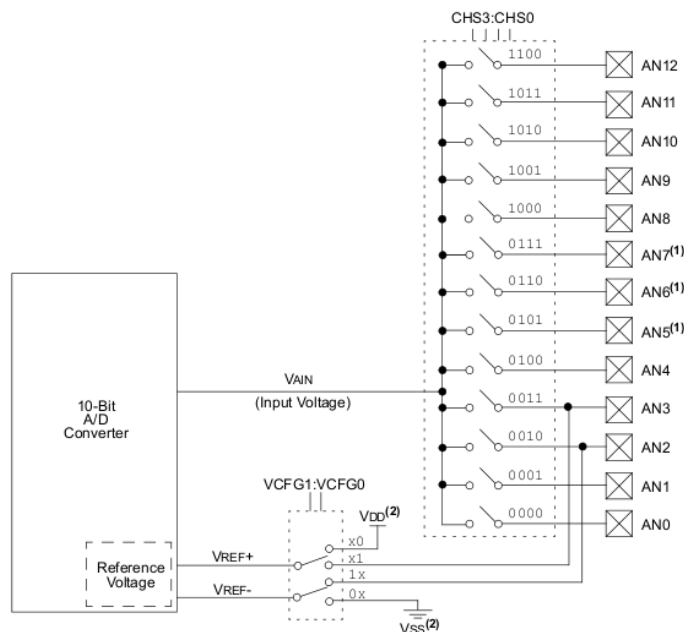 CHS3:CHS0
1100
AN12
1011
AN11
1010
AN10
1001
AN9
1000
AN8
0111
AN7(1)
0110
AN6(1)
0101
AN5(1)
0100
AN4
VAIN
(Input Voltage)
10-Bit
A/D
Converter
0011
AN3
0010
AN2
0001
AN1
0000
AN0
VCFG1:VCFG0
VDD(2)
Reference
Voltage
VREF+
x0
x1
1x
VREF-
0x
VSS(2)